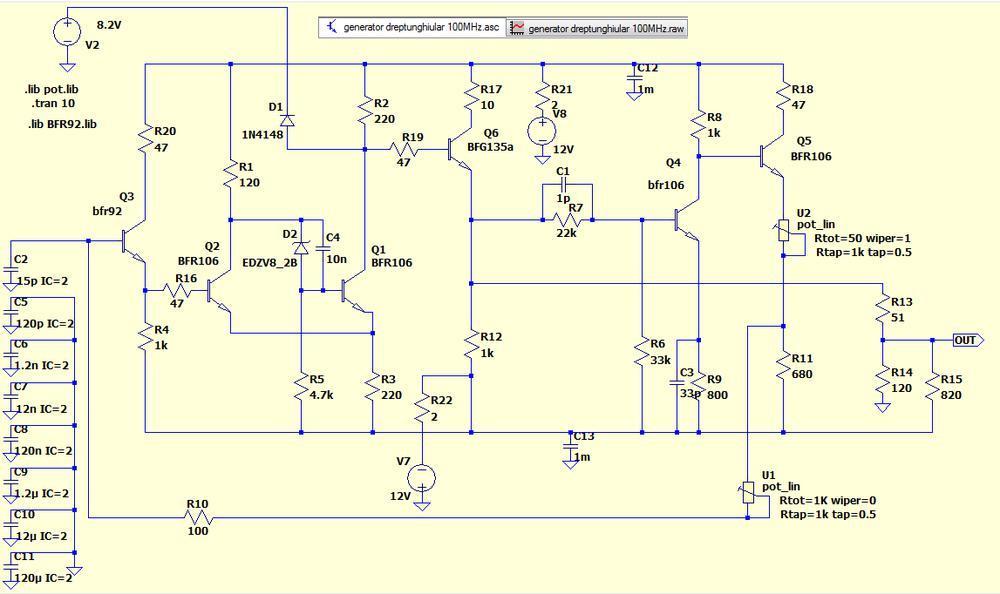 8.2V
V2
generator dreptunghiular 100MHz.asc
generator dreptunghiular 100MHz.raw
.lib pot.lib
.tran 10
.lib BFR92.lib
D1
1N4148
R2
220
R17
10
R21
2
V8
12V
C12
1m
R18
47
R20
47
R1
120
R19
47
Q6
BFG135a
R8
1k
Q5
BFR106
Q4
bfr106
C1
1p
R7
22k
Q3
bfr92
Q2
BFR106
D2
EDZV8_2B
C4
10n
Q1
BFR106
U2
pot_lin
Rtot=50 wiper=1
Rtap=1k tap=0.5
C2
15p IC=2
R16
47
C5
120p IC=2
R4
1k
R12
1k
R13
51
OUT
C6
1.2n IC=2
R6
33k
R11
680
C7
12n IC=2
R5
4.7k
R3
220
R22
2
C3
33p
R9
800
R14
120
R15
820
C8
120n IC=2
C13
1m
C9
1.2µ IC=2
V7
12V
U1
pot_lin
Rtot=1K wiper=0
Rtap=1k tap=0.5
C10
12µ IC=2
R10
100
C11
120µ IC=2